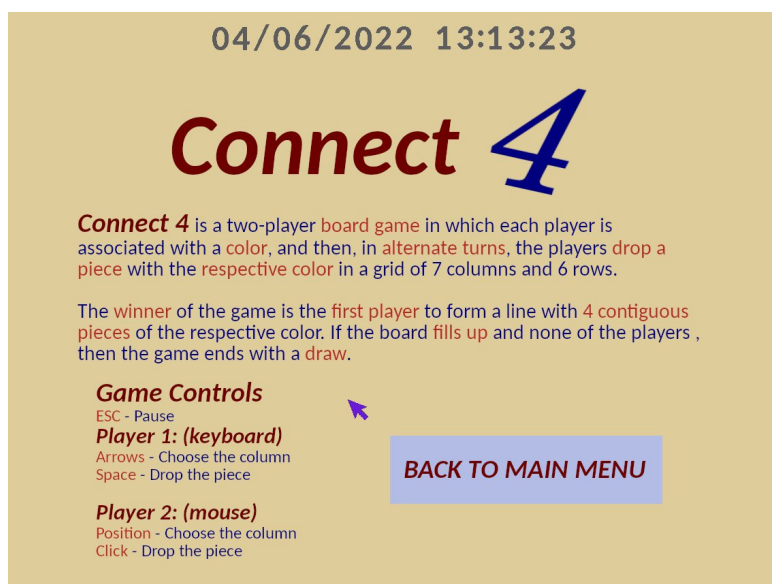 04/06/2022 13:13:23
Connect 4
Connect 4 is a two-player board game in which each player is
associated with a color, and then, in alternate turns, the players drop a
piece with the respective color in a grid of 7 columns and 6 rows.
The winner of the game is the first player to form a line with 4 contiguous
pieces of the respective color. If the board fills up and none of the players ,
then the game ends with a draw.
Game Controls
ESC - Pause
Player 1: (keyboard)
Arrows - Choose the column
Space - Drop the piece
BACK TO MAIN MENU
Player 2: (mouse)
Position - Choose the column
Click - Drop the piece